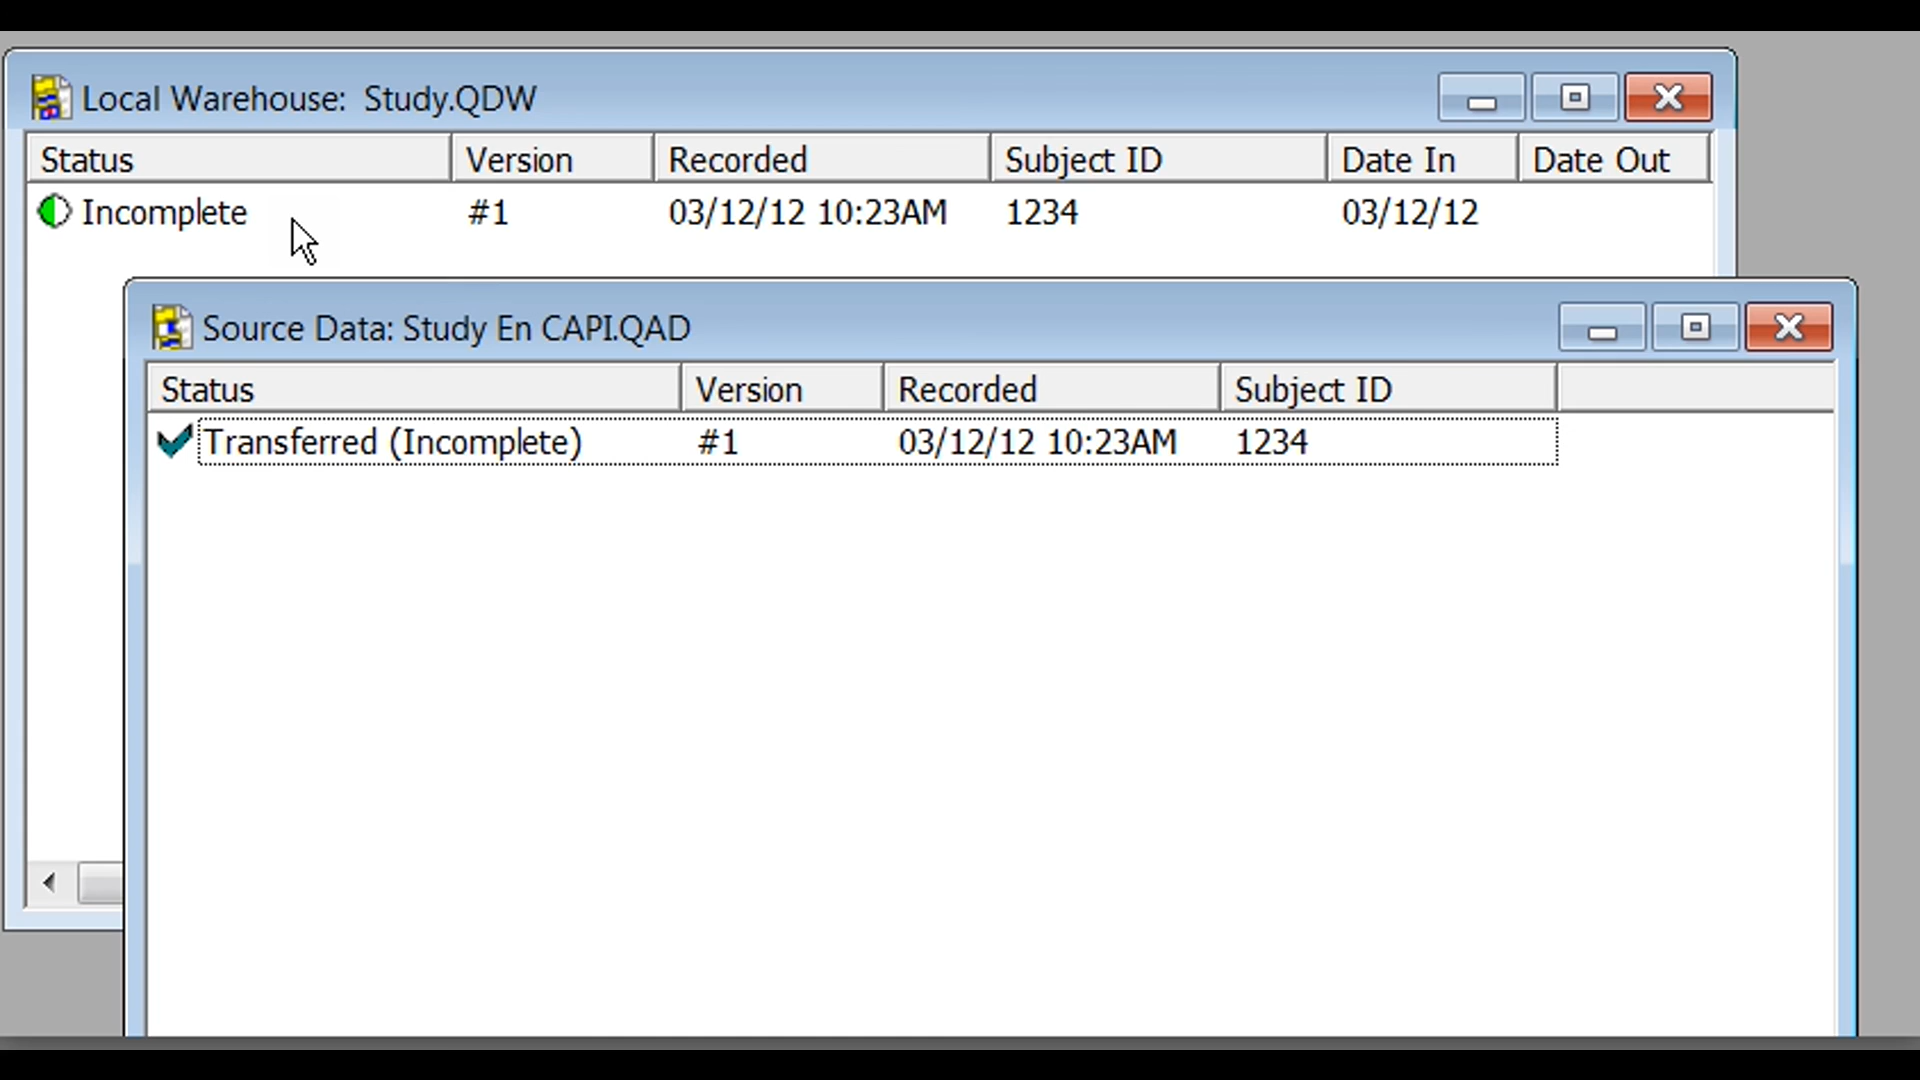 Local Warehouse:  Study.QDW
Status Version Recorded Subject ID Date In Date Out
Incomplete #1 03/12/12 10:23AM 1234 03/12/12
Source Data: Study En CAPI.QAD
Status Version Recorded Subject ID
Transferred (Incomplete) #1 03/12/12 10:23AM 1234